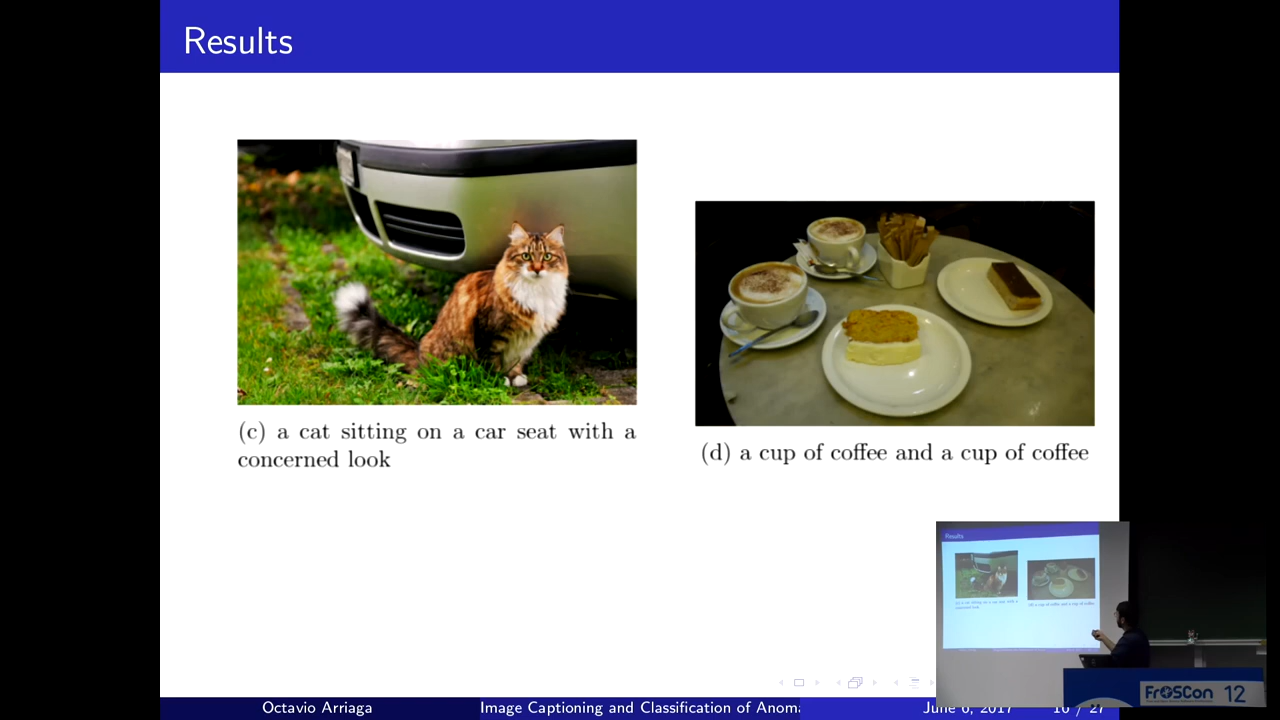 Results
(c) a cat sitting on a car seat with a
concerned look
(d) a cup of coffee and a cup of coffee
Results
FrOSCon 12
Octavio Arriaga
Image Captioning and Classification of Anoma
June 6, 2017
16 / 27